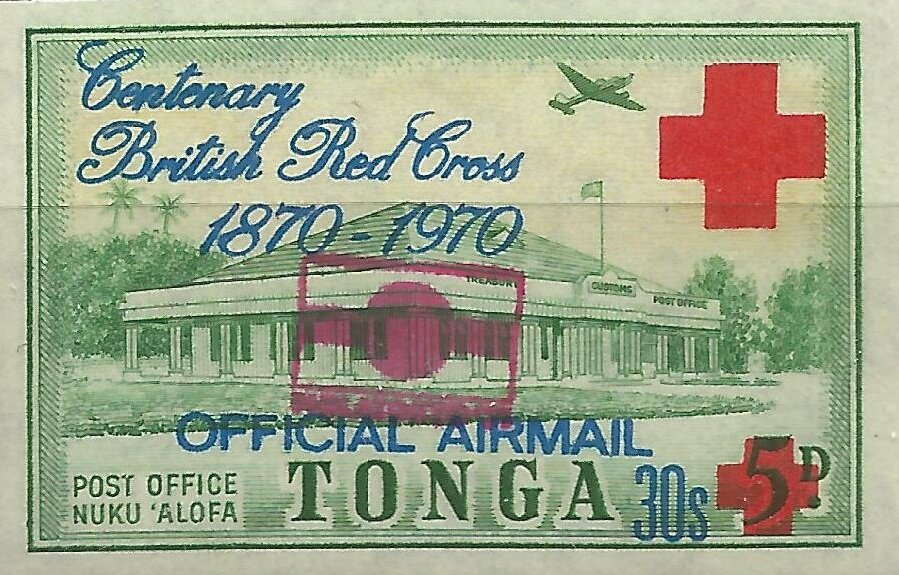 Centenary
British Red Cross
1870-1970
TREASURY
CUSTOMS
POST OFFICE
OFFICIAL AIRMAIL
POST OFFICE
NUKU 'ALOFA
TONGA
30s
5D